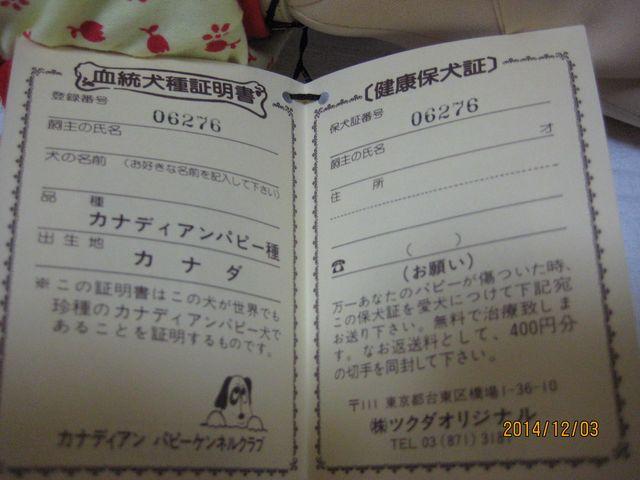 血統犬種証明書
登録番号
06276
飼主の氏名
犬の名前 (お好きな名前を記入して下さい)
品種
カナディアンパピー種
出生地
カナダ
※この証明書はこの犬が世界でも
珍種のカナディアンパピー犬で
あることを証明するものです。
カナディアン パピーケンネルクラブ
〔健康保犬証〕
保犬証番号
06276
飼主の氏名 才
住所
( )
☎
(お願い)
万一あなたのパピーが傷ついた時、
この保犬証を愛犬につけて下記宛
お送り下さい。無料で治療致しま
す。なお返送料として、400円分
の切手を同封して下さい。
〒111 東京都台東区橋場1-36-10
㈱ツクダオリジナル
TEL 03 (871) 31
2014/12/03